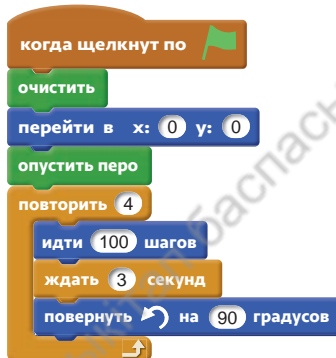 когда щелкнут по
очистить
перейти в x: 0 y: 0
опустить перо
повторить 4
идти 100 шагов
ждать 3 секунд
повернуть на 90 градусов